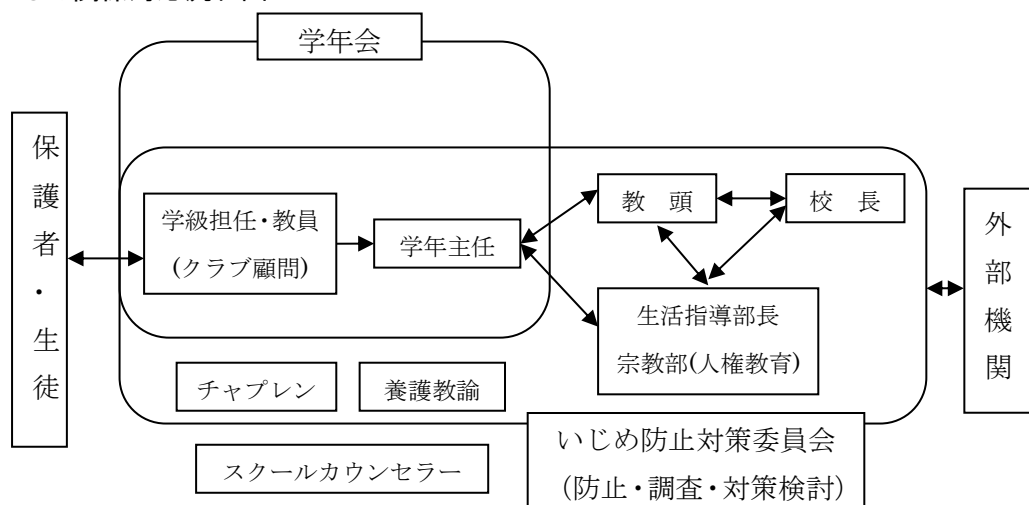 学年会
保護者・生徒
学級担任・教員
(クラブ顧問)
学年主任
教　頭
校　長
生活指導部長
宗教部(人権教育)
外部機関
チャプレン
養護教諭
いじめ防止対策委員会
（防止・調査・対策検討）
スクールカウンセラー